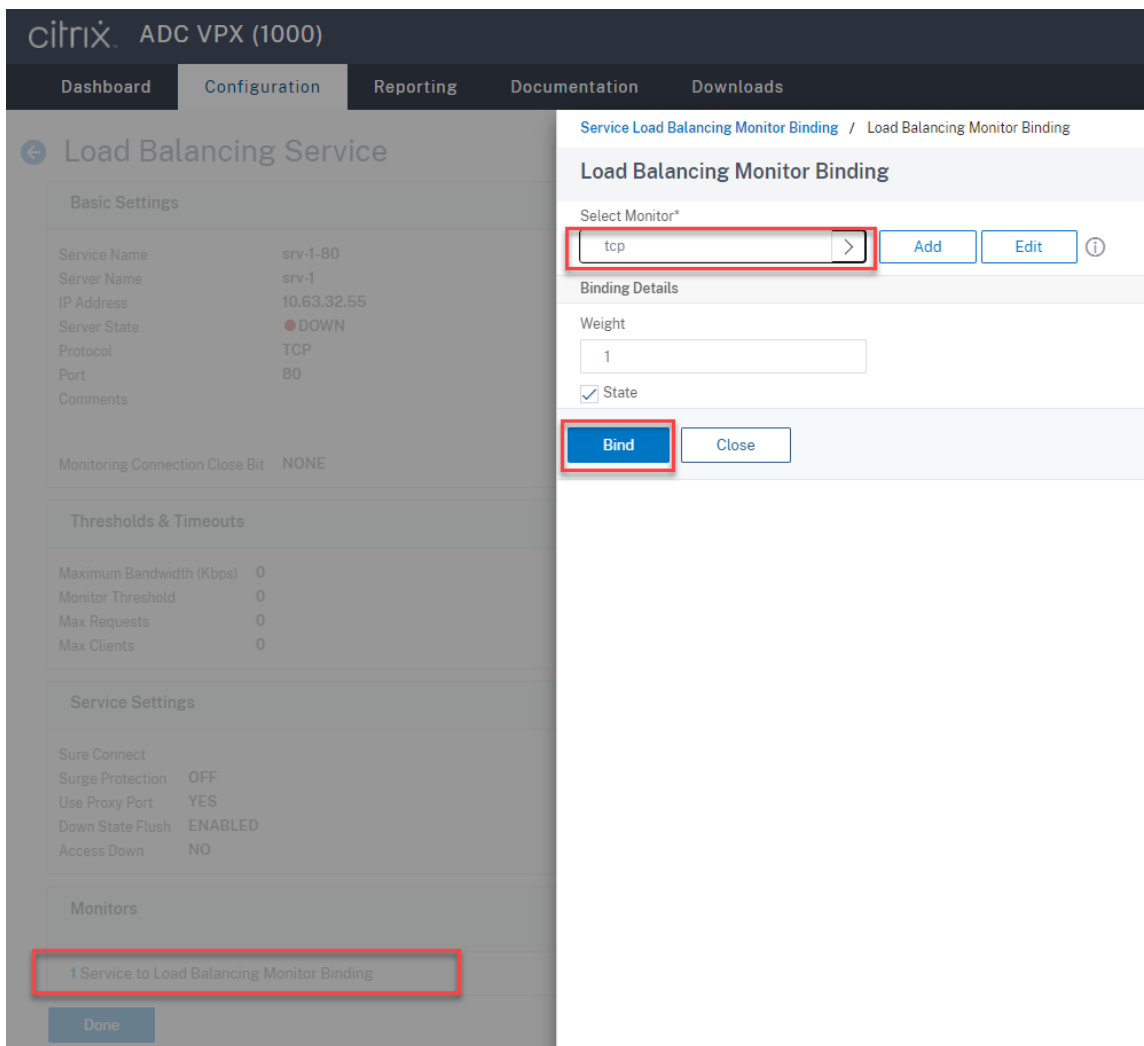 citrix. ADC VPX (1000)
Dashboard Configuration Reporting Documentation Downloads
Load Balancing Service
Basic Settings
Service Name srv-1-80
Server Name srv-1
IP Address 10.63.32.55
Server State DOWN
Protocol TCP
Port 80
Comments
Monitoring Connection Close Bit NONE
Thresholds & Timeouts
Maximum Bandwidth (Kbps) 0
Monitor Threshold 0
Max Requests 0
Max Clients 0
Service Settings
Sure Connect
Surge Protection OFF
Use Proxy Port YES
Down State Flush ENABLED
Access Down NO
Monitors
1 Service to Load Balancing Monitor Binding
Done
Service Load Balancing Monitor Binding / Load Balancing Monitor Binding
Load Balancing Monitor Binding
Select Monitor*
tcp > Add Edit i
Binding Details
Weight
1
State
Bind Close